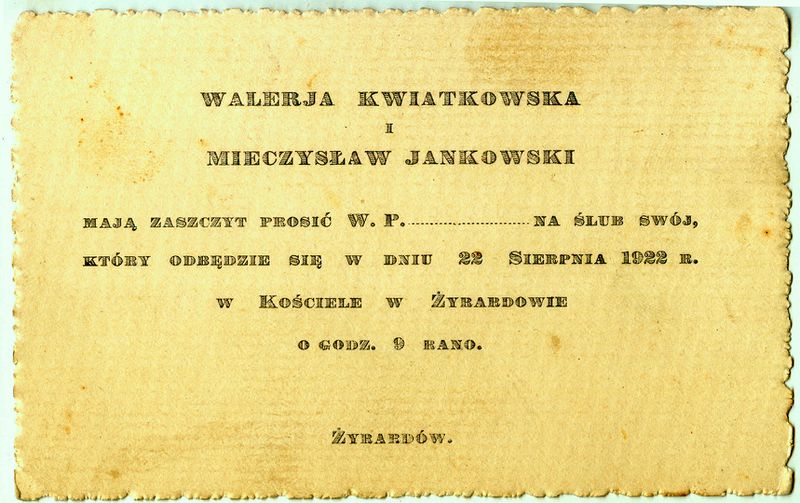 WALERJA KWIATKOWSKA
I
MIECZYSŁAW JANKOWSKI
MAJĄ ZASZCZYT PROSIĆ W. P. .................... NA ŚLUB SWÓJ,
KTÓRY ODBĘDZIE SIĘ W DNIU 22 SIERPNIA 1922 R.
W KOŚCIELE W ŻYRARDOWIE
O GODZ. 9 RANO.
ŻYRARDÓW.